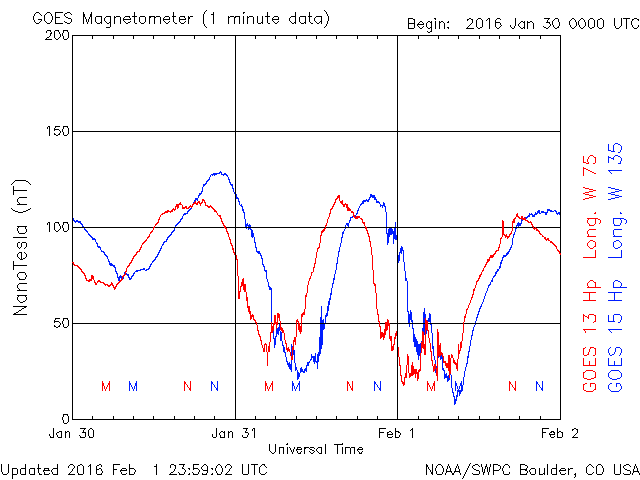 GOES Magnetometer (1 minute data)
Begin: 2016 Jan 30 0000 UTC
200
150
100
50
0
NanoTesla (nT)
GOES 13 Hp Long. W 75
GOES 15 Hp Long. W 135
M M N N M M N N M M N N
Jan 30 Jan 31 Feb 1 Feb 2
Universal Time
Updated 2016 Feb 1 23:59:02 UTC
NOAA/SWPC Boulder, CO USA